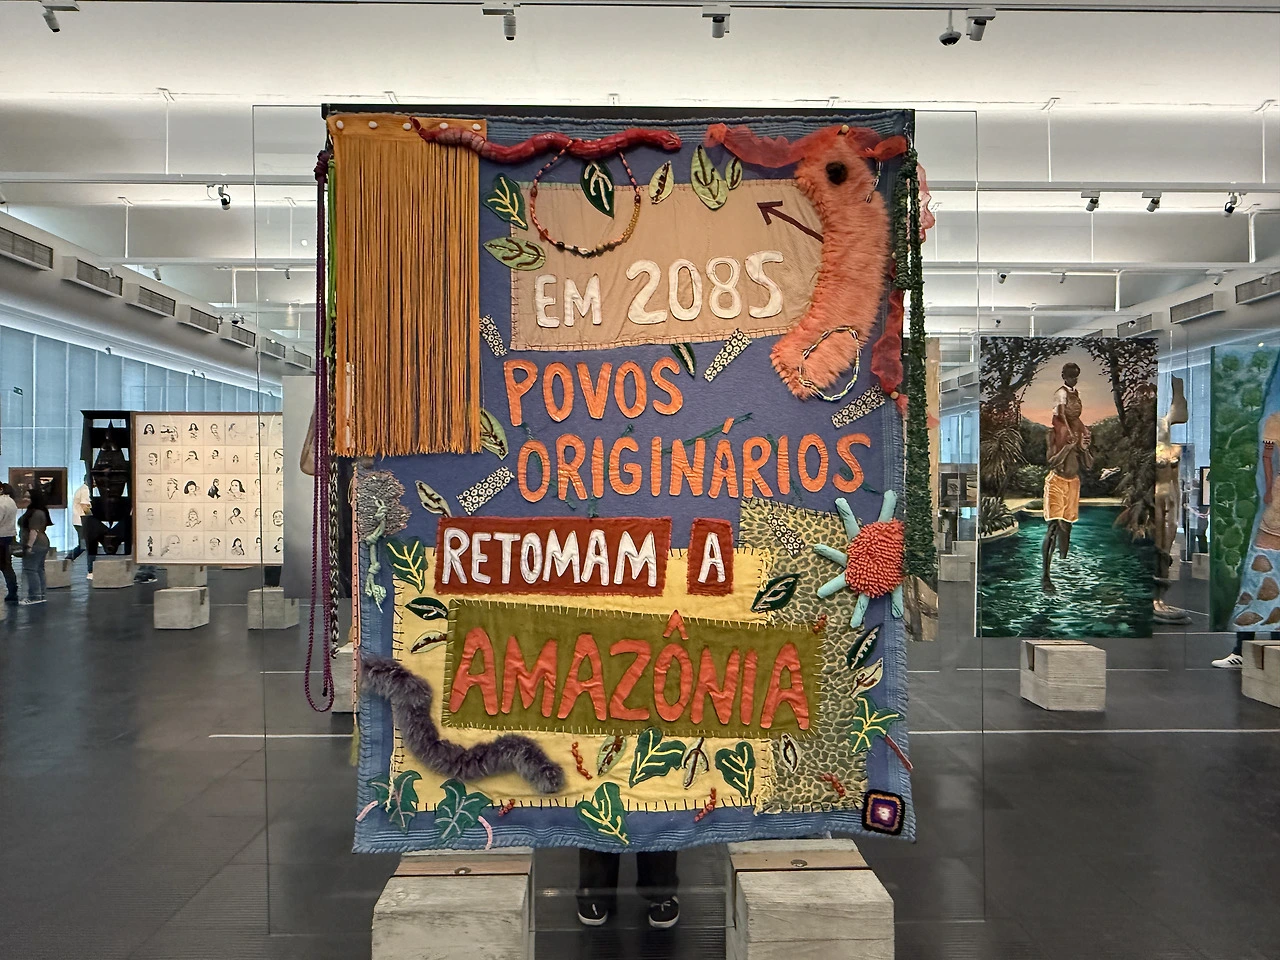 EM 2085
POVOS
ORIGINÁRIOS
RETOMAM A
AMAZÔNIA